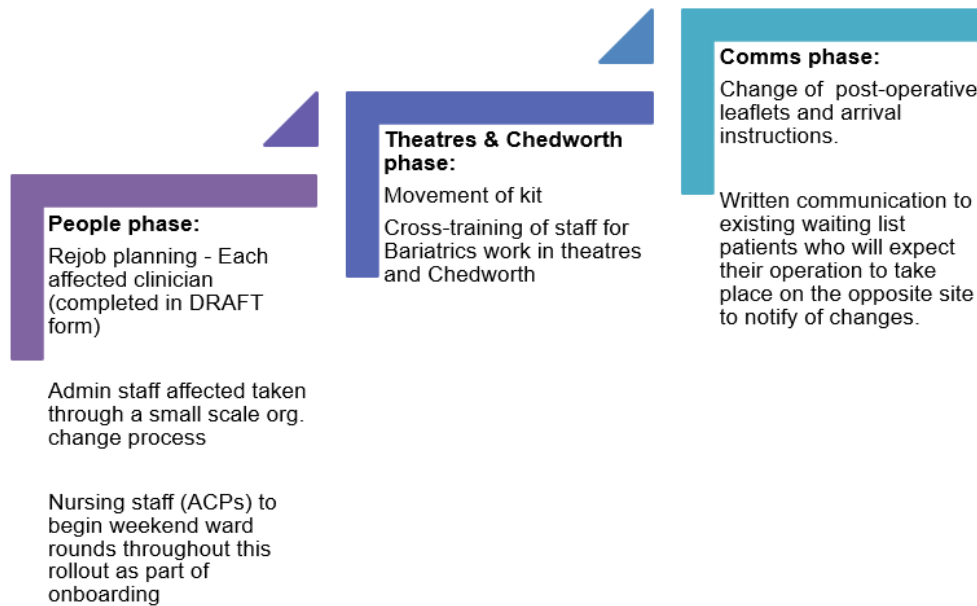 People phase:
Rejob planning - Each
affected clinician
(completed in DRAFT
form)
Admin staff affected taken
through a small scale org.
change process
Nursing staff (ACPs) to
begin weekend ward
rounds throughout this
rollout as part of
onboarding
Theatres & Chedworth
phase:
Movement of kit
Cross-training of staff for
Bariatrics work in theatres
and Chedworth
Comms phase:
Change of post-operative
leaflets and arrival
instructions.
Written communication to
existing waiting list
patients who will expect
their operation to take
place on the opposite site
to notify of changes.